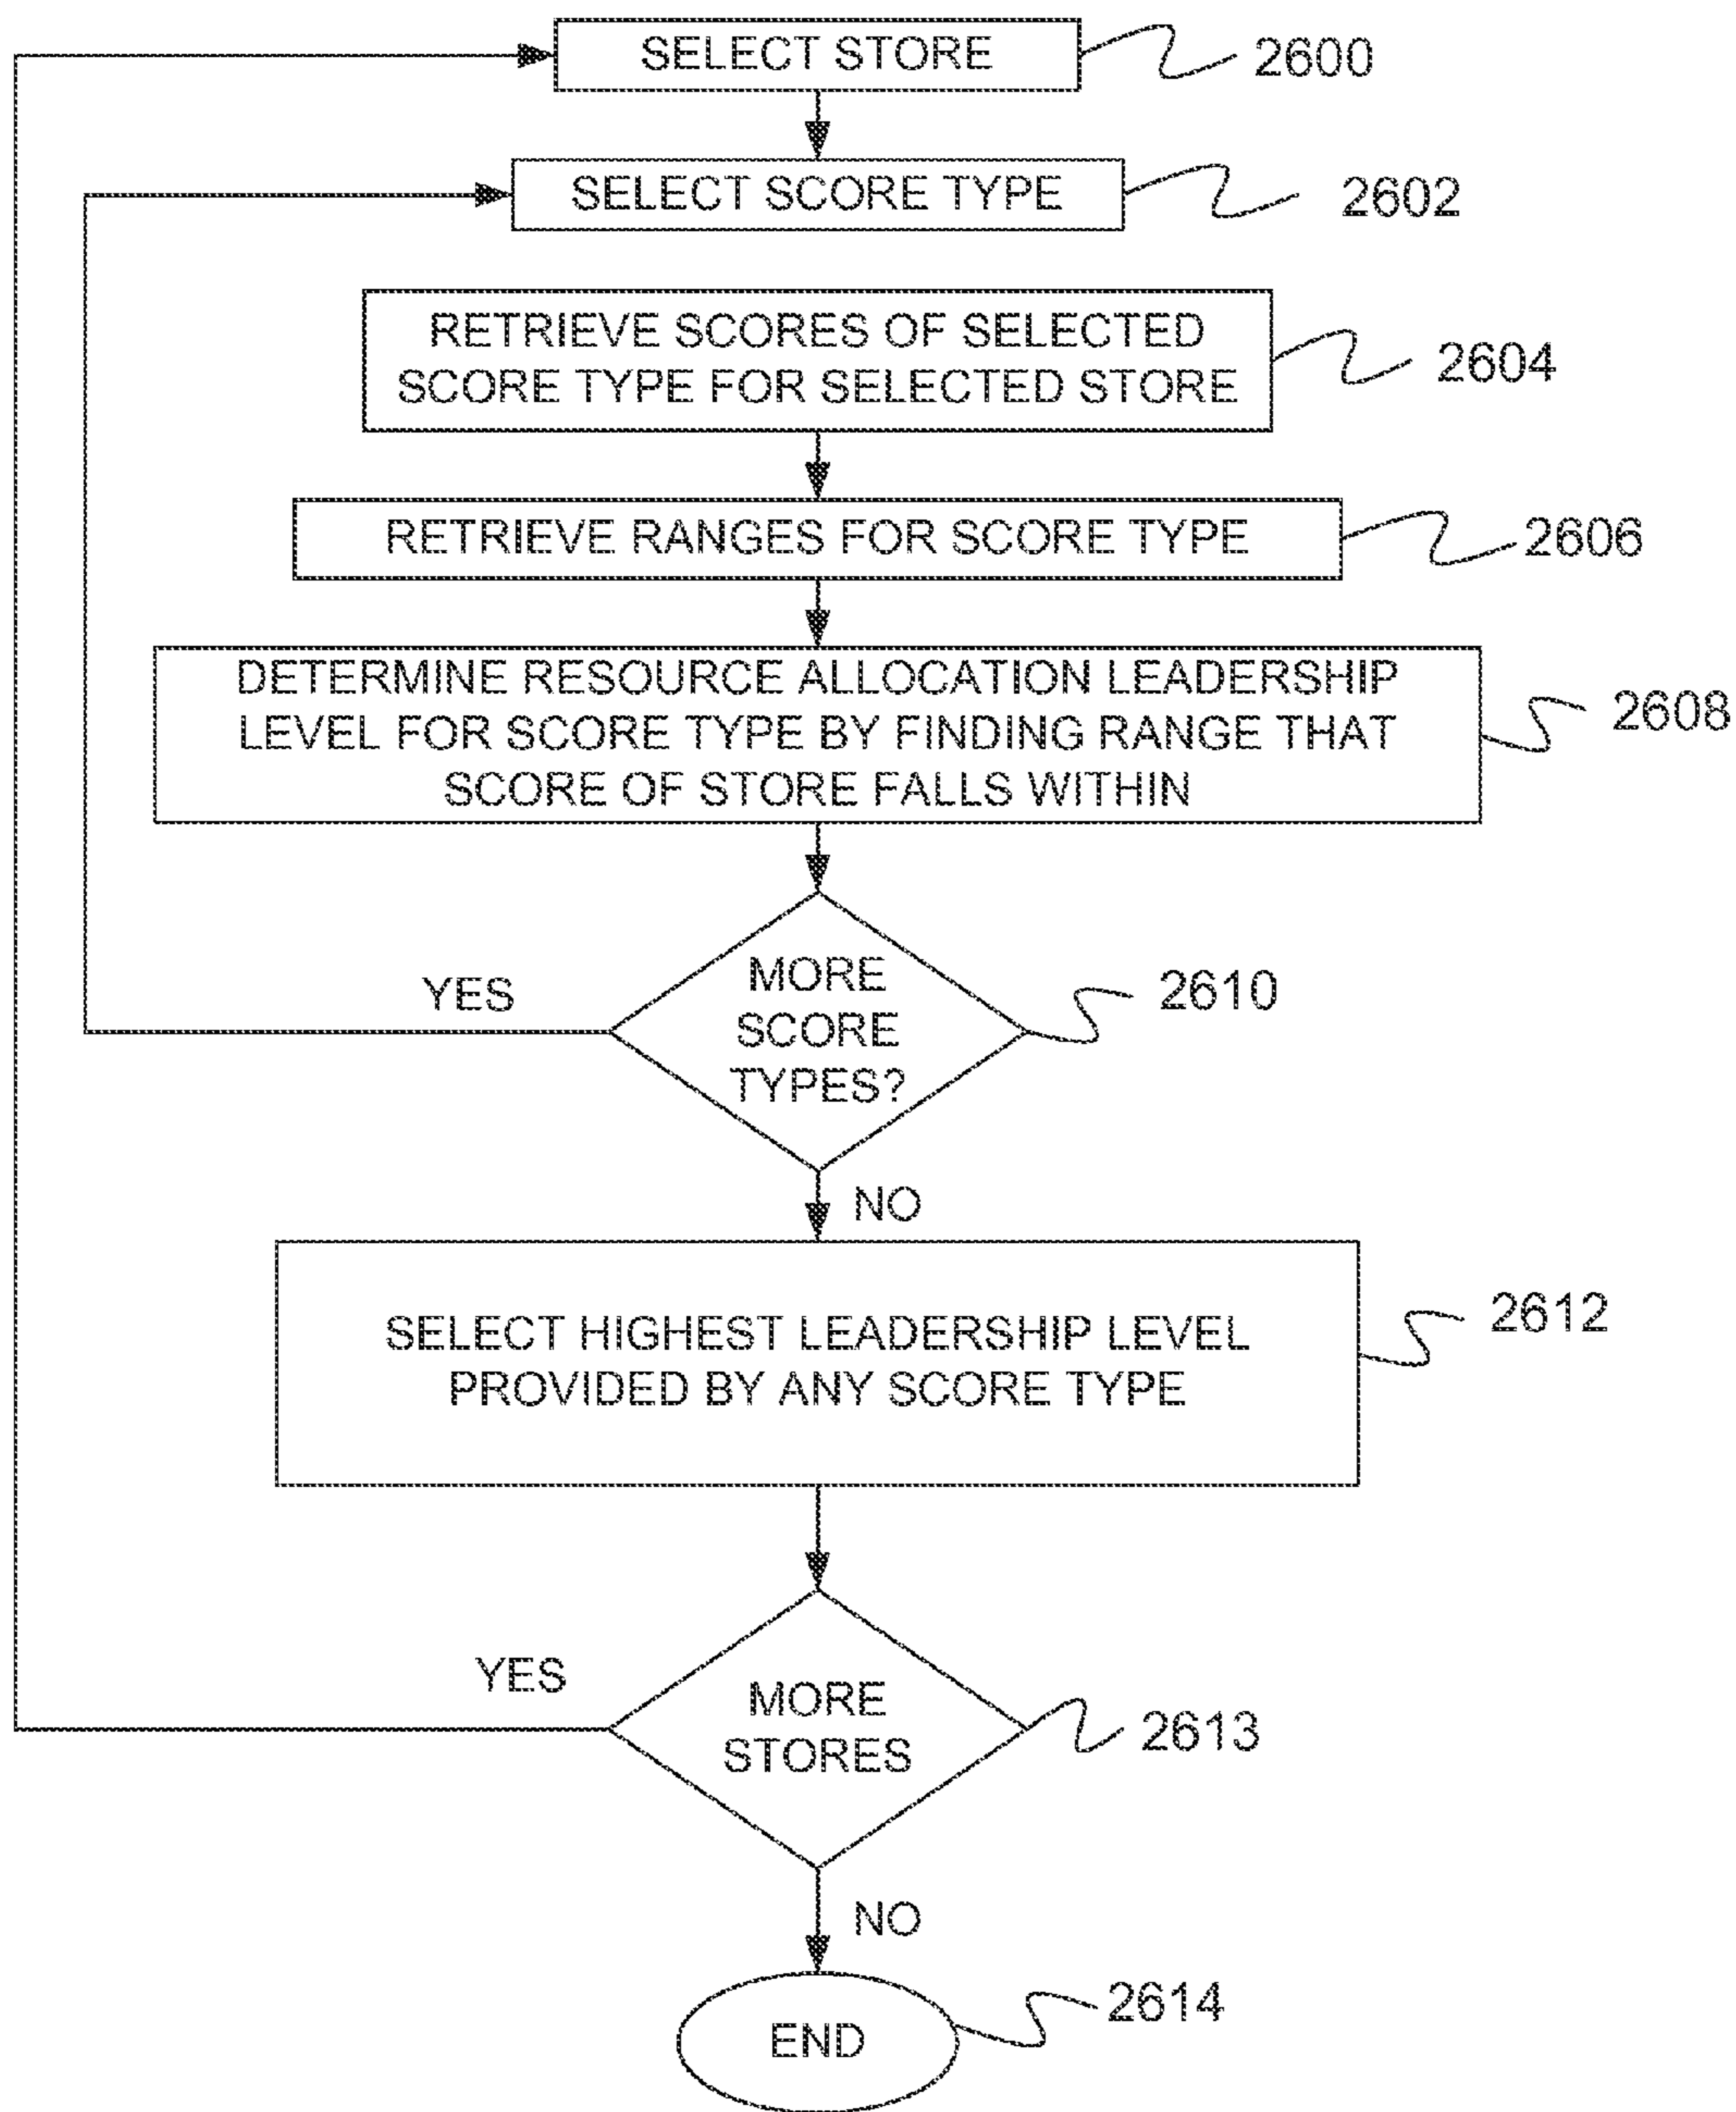 SELECT STORE
2600
SELECT SCORE TYPE
2602
RETRIEVE SCORES OF SELECTED
SCORE TYPE FOR SELECTED STORE
2604
RETRIEVE RANGES FOR SCORE TYPE
2606
DETERMINE RESOURCE ALLOCATION LEADERSHIP
LEVEL FOR SCORE TYPE BY FINDING RANGE THAT
SCORE OF STORE FALLS WITHIN
2608
YES
MORE
SCORE
TYPES?
2610
NO
SELECT HIGHEST LEADERSHIP LEVEL
PROVIDED BY ANY SCORE TYPE
2612
YES
MORE
STORES
2613
NO
END
2614